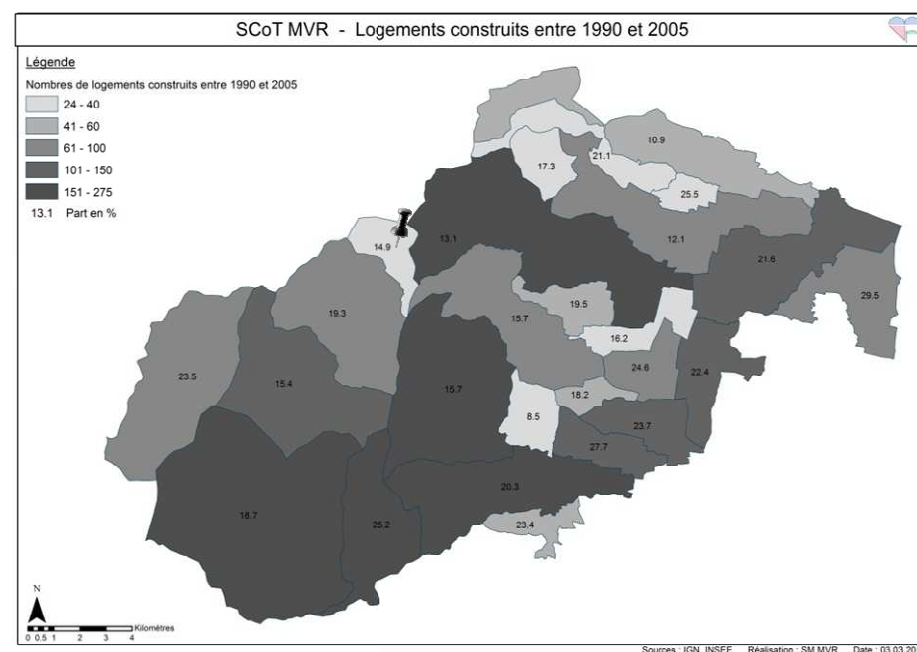 SCoT MVR - Logements construits entre 1990 et 2005
Légende
Nombres de logements construits entre 1990 et 2005
24 - 40
41 - 60
61 - 100
101 - 150
151 - 275
13.1 Part en %
10.9
21.1
17.3
25.5
13.1
12.1
14.9
21.6
29.5
19.5
19.3
15.7
16.2
24.6
22.4
23.5
15.4
15.7
18.2
8.5
23.7
27.7
20.3
18.7
25.2
23.4
N
Kilomètres
0 0.5 1 2 3 4
Sources : IGN, INSEE Réalisation : SM MVR Date : 03.03.20